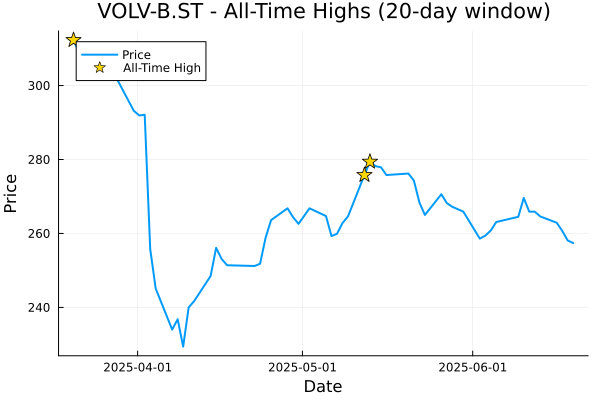 VOLV-B.ST - All-Time Highs (20-day window)
Price
All-Time High
300
280
260
240
Price
2025-04-01
2025-05-01
2025-06-01
Date